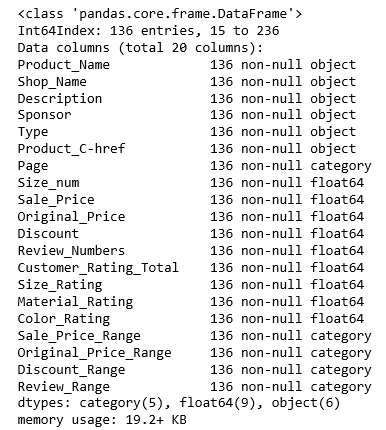 <class 'pandas.core.frame.DataFrame'>
Int64Index: 136 entries, 15 to 236
Data columns (total 20 columns):
Product_Name             136 non-null object
Shop_Name                136 non-null object
Description              136 non-null object
Sponsor                  136 non-null object
Type                     136 non-null object
Product_C-href           136 non-null object
Page                     136 non-null category
Size_num                 136 non-null float64
Sale_Price               136 non-null float64
Original_Price           136 non-null float64
Discount                 136 non-null float64
Review_Numbers           136 non-null float64
Customer_Rating_Total    136 non-null float64
Size_Rating              136 non-null float64
Material_Rating          136 non-null float64
Color_Rating             136 non-null float64
Sale_Price_Range         136 non-null category
Original_Price_Range     136 non-null category
Discount_Range           136 non-null category
Review_Range             136 non-null category
dtypes: category(5), float64(9), object(6)
memory usage: 19.2+ KB